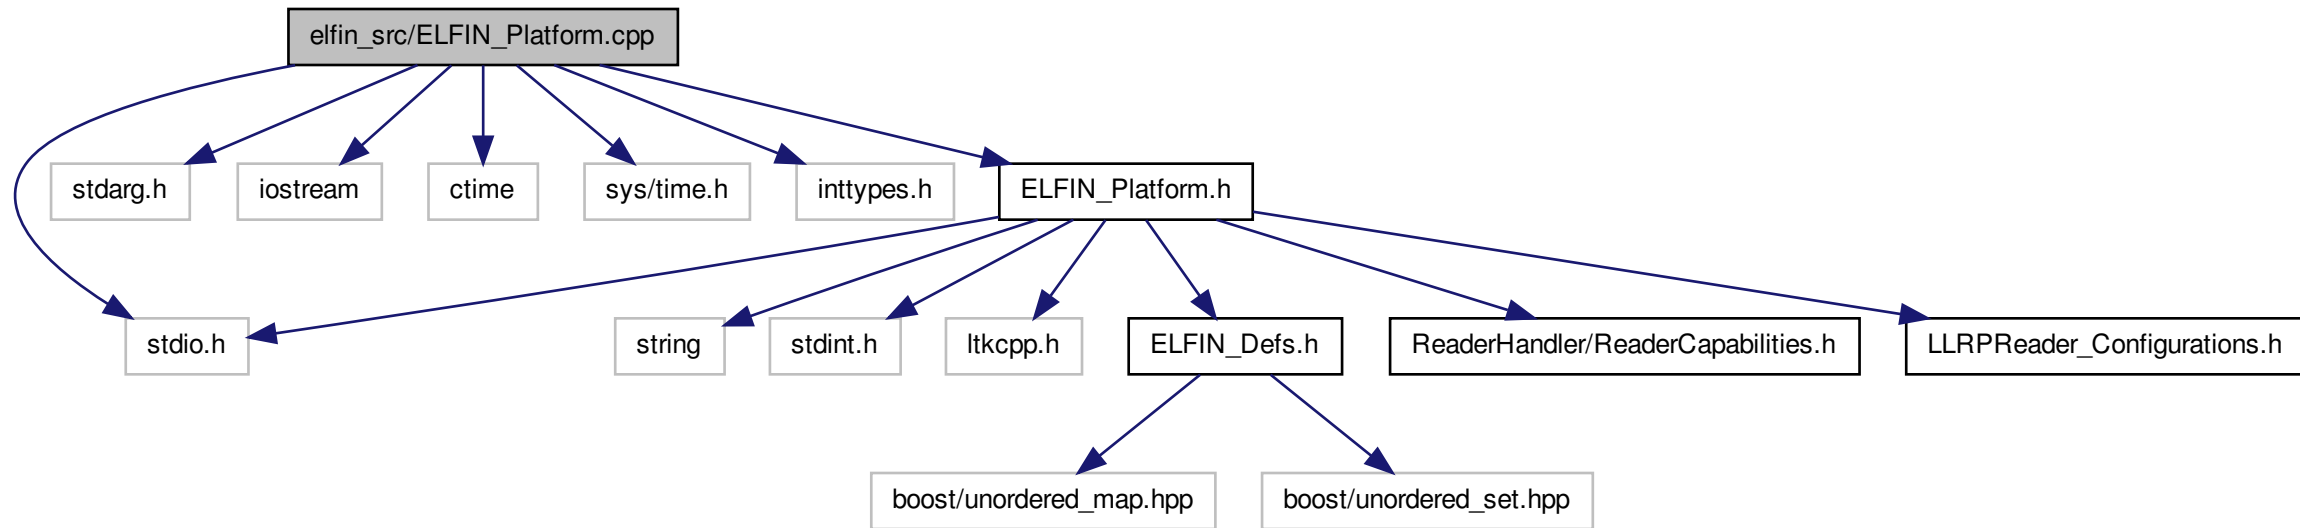 elfin_src/ELFIN_Platform.cpp
stdarg.h
iostream
ctime
sys/time.h
inttypes.h
ELFIN_Platform.h
stdio.h
string
stdint.h
ltkcpp.h
ELFIN_Defs.h
ReaderHandler/ReaderCapabilities.h
LLRPReader_Configurations.h
boost/unordered_map.hpp
boost/unordered_set.hpp